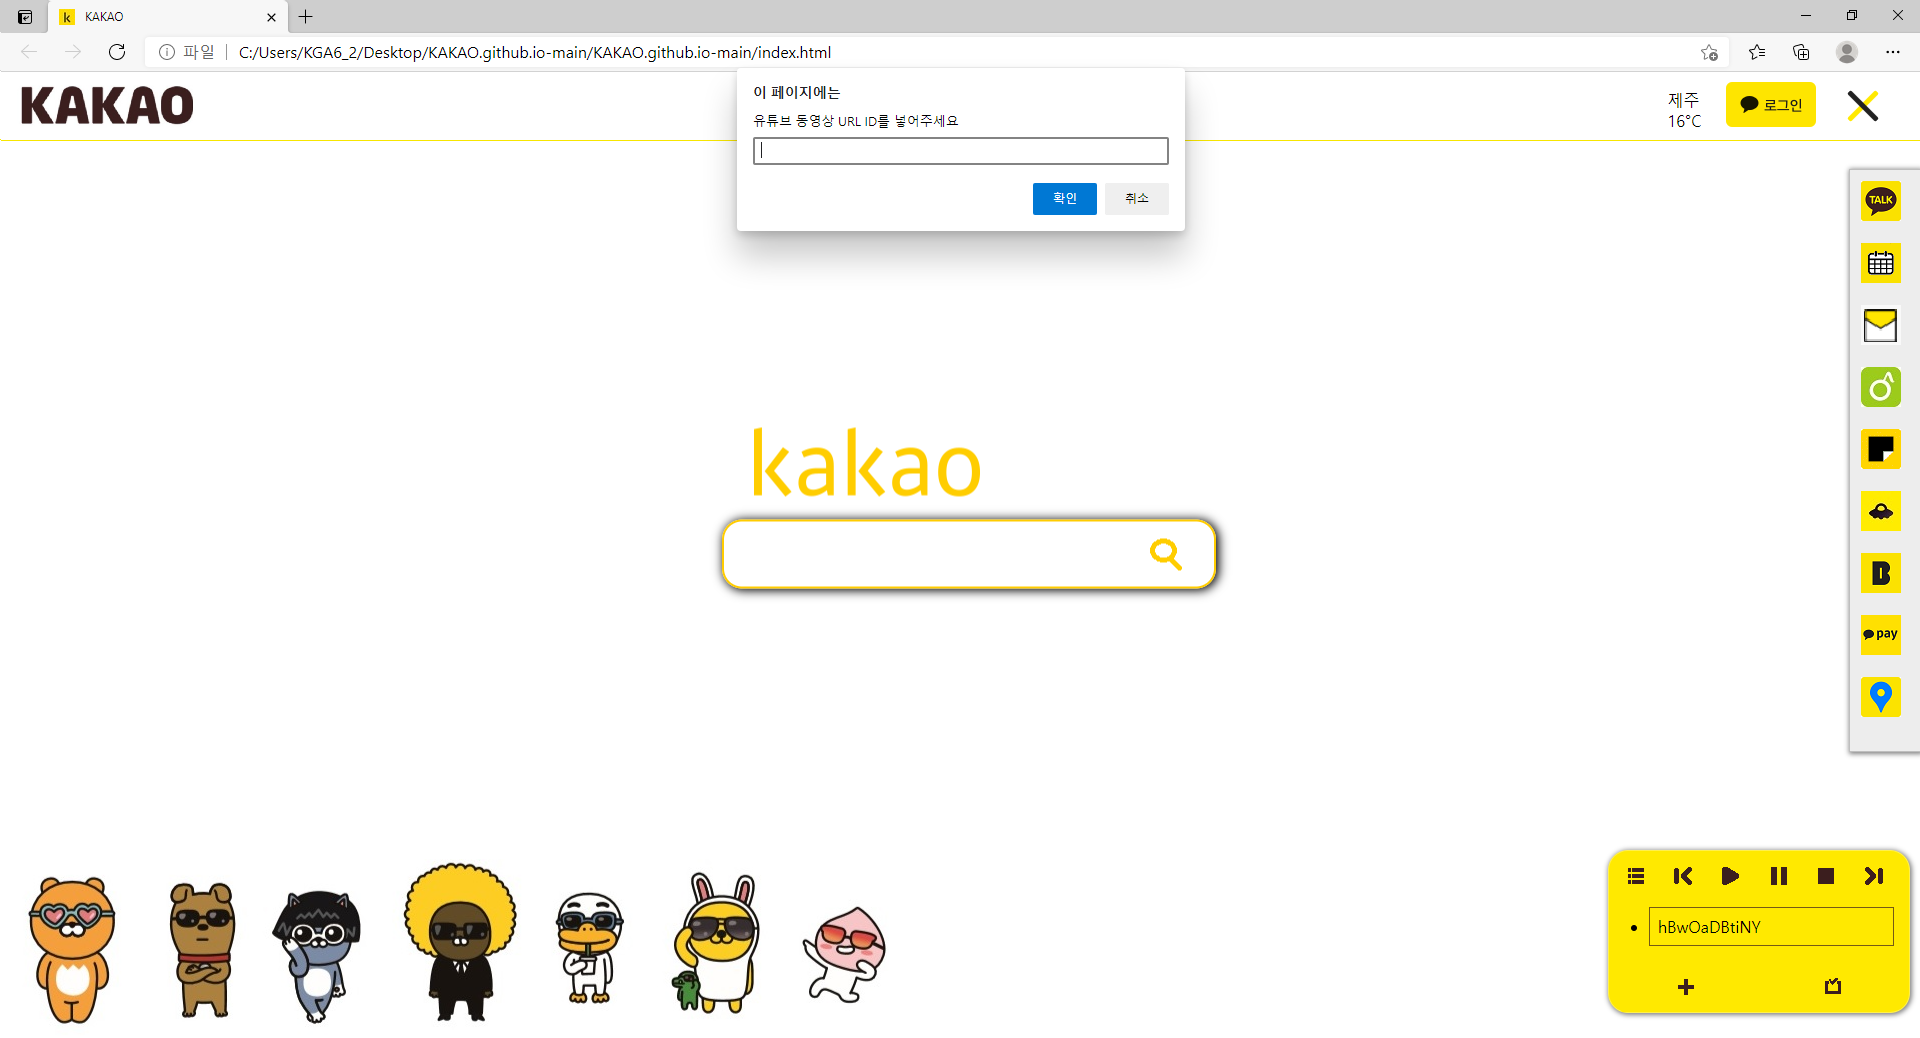 KAKAO
파일
C:/Users/KGA6_2/Desktop/KAKAO.github.io-main/KAKAO.github.io-main/index.html
KAKAO
이 페이지에는
유튜브 동영상 URL ID를 넣어주세요
확인
취소
제주
16°C
로그인
TALK
B
pay
kakao
hBwOaDBtiNY